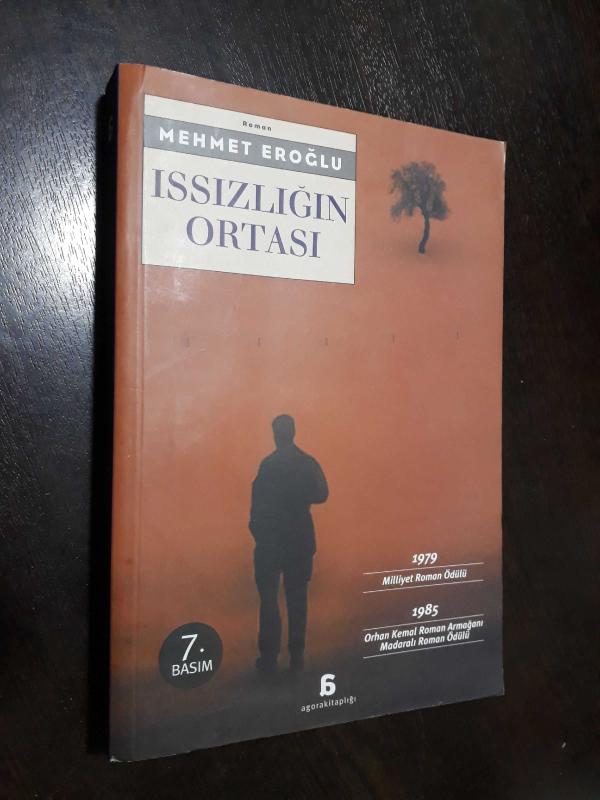 Roman
MEHMET EROĞLU
ISSIZLIĞIN
ORTASI
1979
Milliyet Roman Ödülü
1985
Orhan Kemal Roman Armağanı
Madaralı Roman Ödülü
7.
BASIM
agorakitaplığı